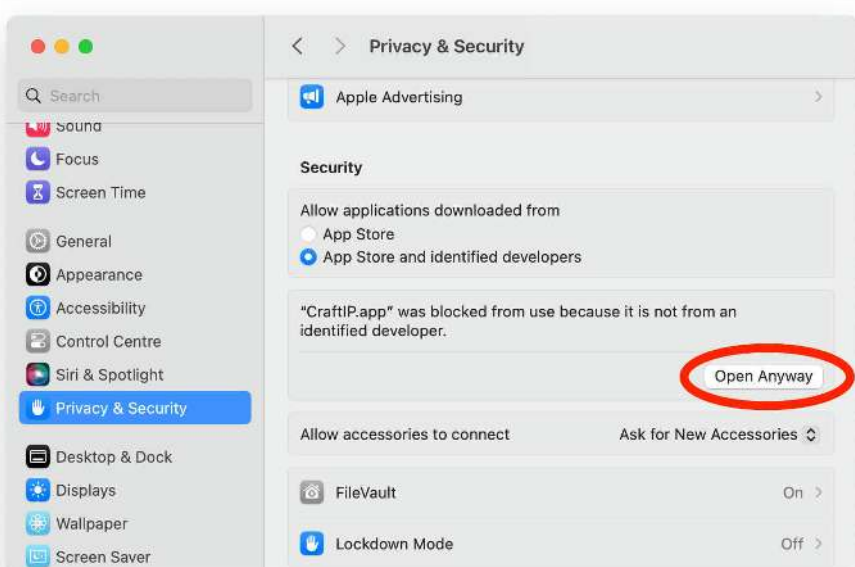 Privacy & Security
Search
Sound
Focus
Screen Time
General
Appearance
Accessibility
Control Centre
Siri & Spotlight
Privacy & Security
Desktop & Dock
Displays
Wallpaper
Screen Saver
Apple Advertising
Security
Allow applications downloaded from
App Store
App Store and identified developers
“CraftIP.app” was blocked from use because it is not from an
identified developer.
Open Anyway
Allow accessories to connect Ask for New Accessories
FileVault On
Lockdown Mode Off